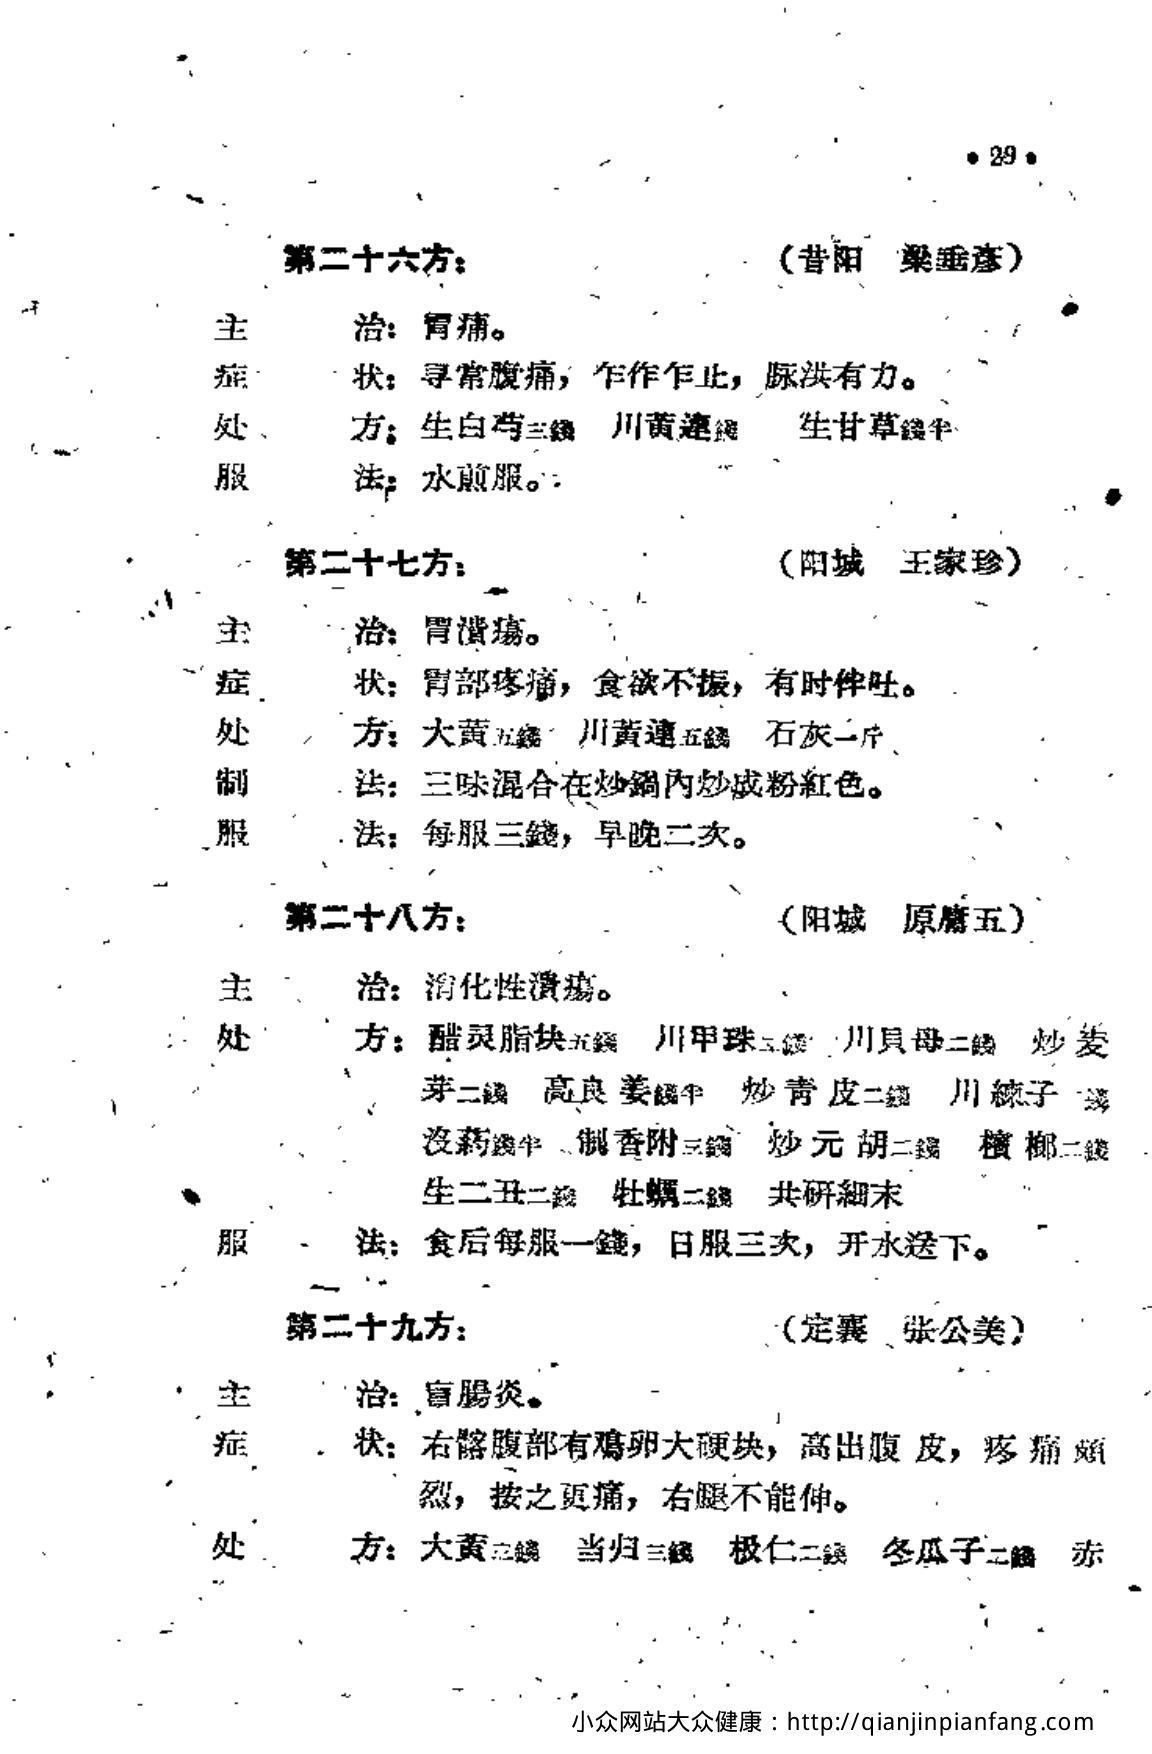 • 29 •
第二十六方：　（昔阳　梁垂彦）
主　治：胃痛。
症　状：寻常腹痛，乍作乍止，脉洪有力。
处　方：生白芍三錢　川黃連錢　生甘草錢半
服　法：水煎服。
第二十七方：　（阳城　王家珍）
主　治：胃潰瘍。
症　状：胃部疼痛，食欲不振，有时伴吐。
处　方：大黃五錢　川黃連五錢　石灰一斤
制　法：三味混合在炒鍋內炒成粉紅色。
服　法：每服三錢，早晚二次。
第二十八方：　（阳城　原庸五）
主　治：消化性潰瘍。
处　方：醋灵脂块五錢　川甲珠錢　川貝母二錢　炒麦
芽二錢　高良姜錢半　炒青皮二錢　川練子錢
沒药錢半　制香附三錢　炒元胡二錢　檳榔二錢
生二丑二錢　牡蠣二錢　共研細末
服　法：食后每服一錢，日服三次，开水送下。
第二十九方：　（定襄　张公美）
主　治：盲腸炎。
症　状：右髂腹部有鸡卵大硬块，高出腹皮，疼痛頗
烈，按之更痛，右腿不能伸。
处　方：大黃錢　当归三錢　极仁二錢　冬瓜子二錢　赤
小众网站大众健康：http://qianjinpianfang.com